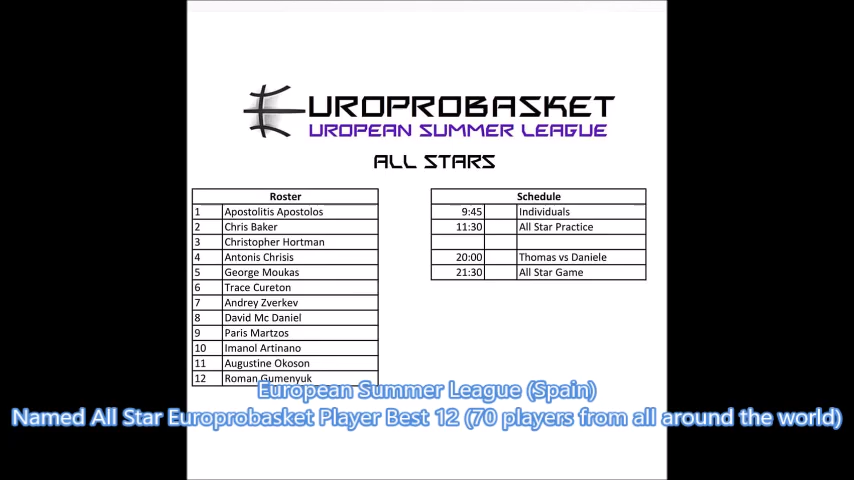 EUROPROBASKET
EUROPEAN SUMMER LEAGUE
ALL STARS
Roster
1 Apostolitis Apostolos
2 Chris Baker
3 Christopher Hortman
4 Antonis Chrisis
5 George Moukas
6 Trace Cureton
7 Andrey Zverkev
8 David Mc Daniel
9 Paris Martzos
10 Imanol Artinano
11 Augustine Okoson
12 Roman Gumenyuk
Schedule
9:45 Individuals
11:30 All Star Practice
20:00 Thomas vs Daniele
21:30 All Star Game
European Summer League (Spain)
Named All Star Europrobasket Player Best 12 (70 players from all around the world)